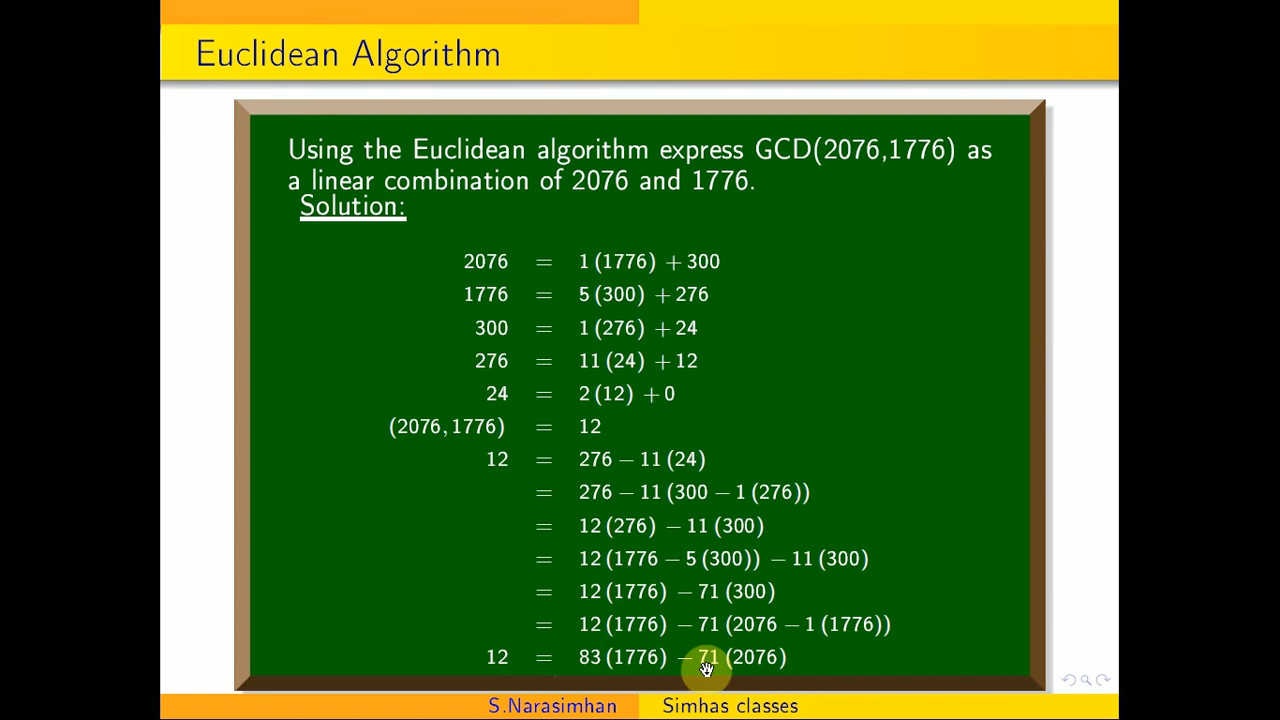 Euclidean Algorithm
Using the Euclidean algorithm express GCD(2076,1776) as
a linear combination of 2076 and 1776.
Solution:
2076 = 1 (1776) + 300
1776 = 5 (300) + 276
300 = 1 (276) + 24
276 = 11 (24) + 12
24 = 2 (12) + 0
(2076, 1776) = 12
12 = 276 − 11 (24)
= 276 − 11 (300 − 1 (276))
= 12 (276) − 11 (300)
= 12 (1776 − 5 (300)) − 11 (300)
= 12 (1776) − 71 (300)
= 12 (1776) − 71 (2076 − 1 (1776))
12 = 83 (1776) − 71 (2076)
S.Narasimhan Simhas classes